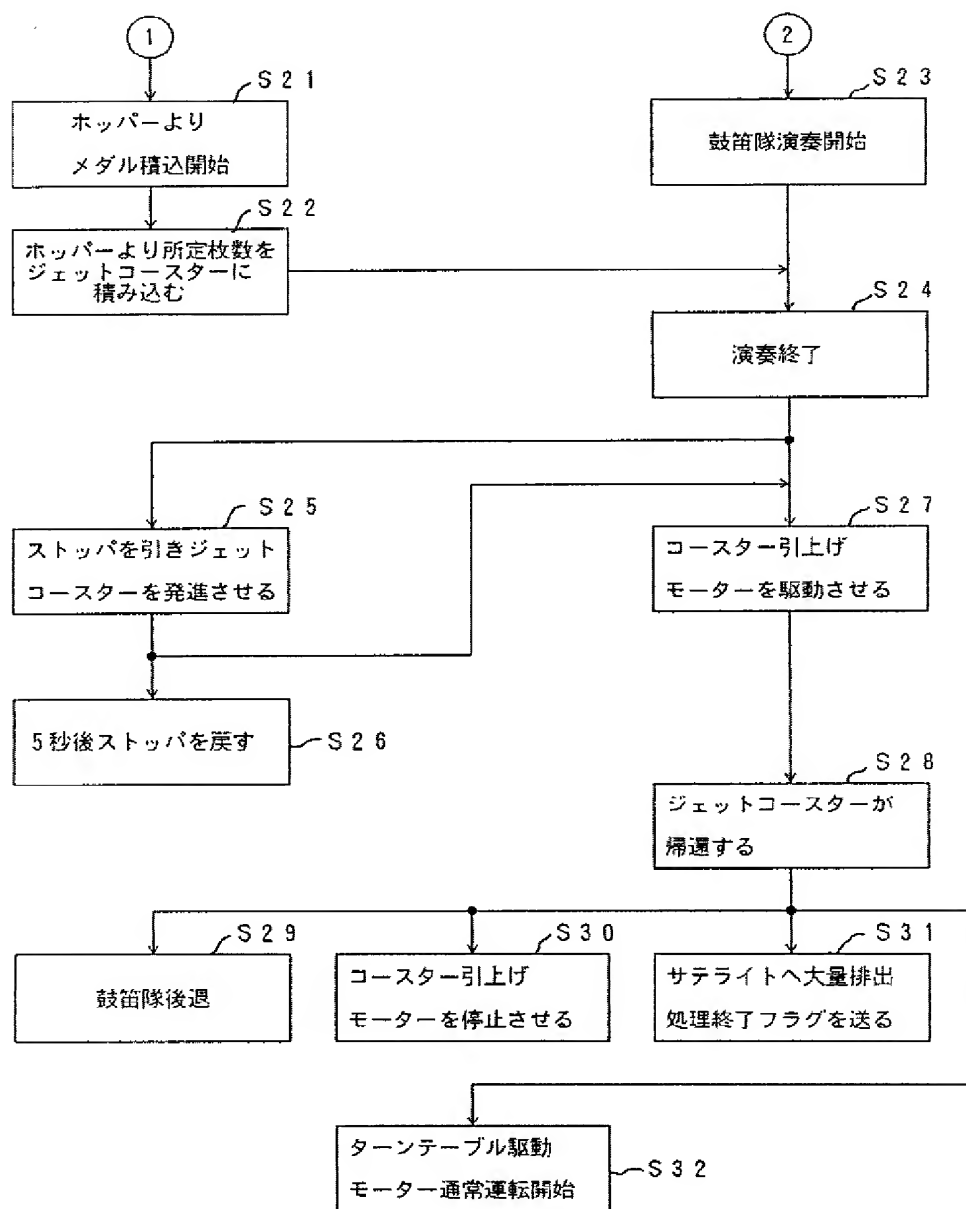 1
2
S21
ホッパーより
メダル積込開始
S23
鼓笛隊演奏開始
S22
ホッパーより所定枚数を
ジェットコースターに
積み込む
S24
演奏終了
S25
ストッパを引きジェット
コースターを発進させる
S27
コースター引上げ
モーターを駆動させる
5秒後ストッパを戻す
S26
S28
ジェットコースターが
帰還する
S29
鼓笛隊後退
S30
コースター引上げ
モーターを停止させる
S31
サテライトへ大量排出
処理終了フラグを送る
ターンテーブル駆動
モーター通常運転開始
S32